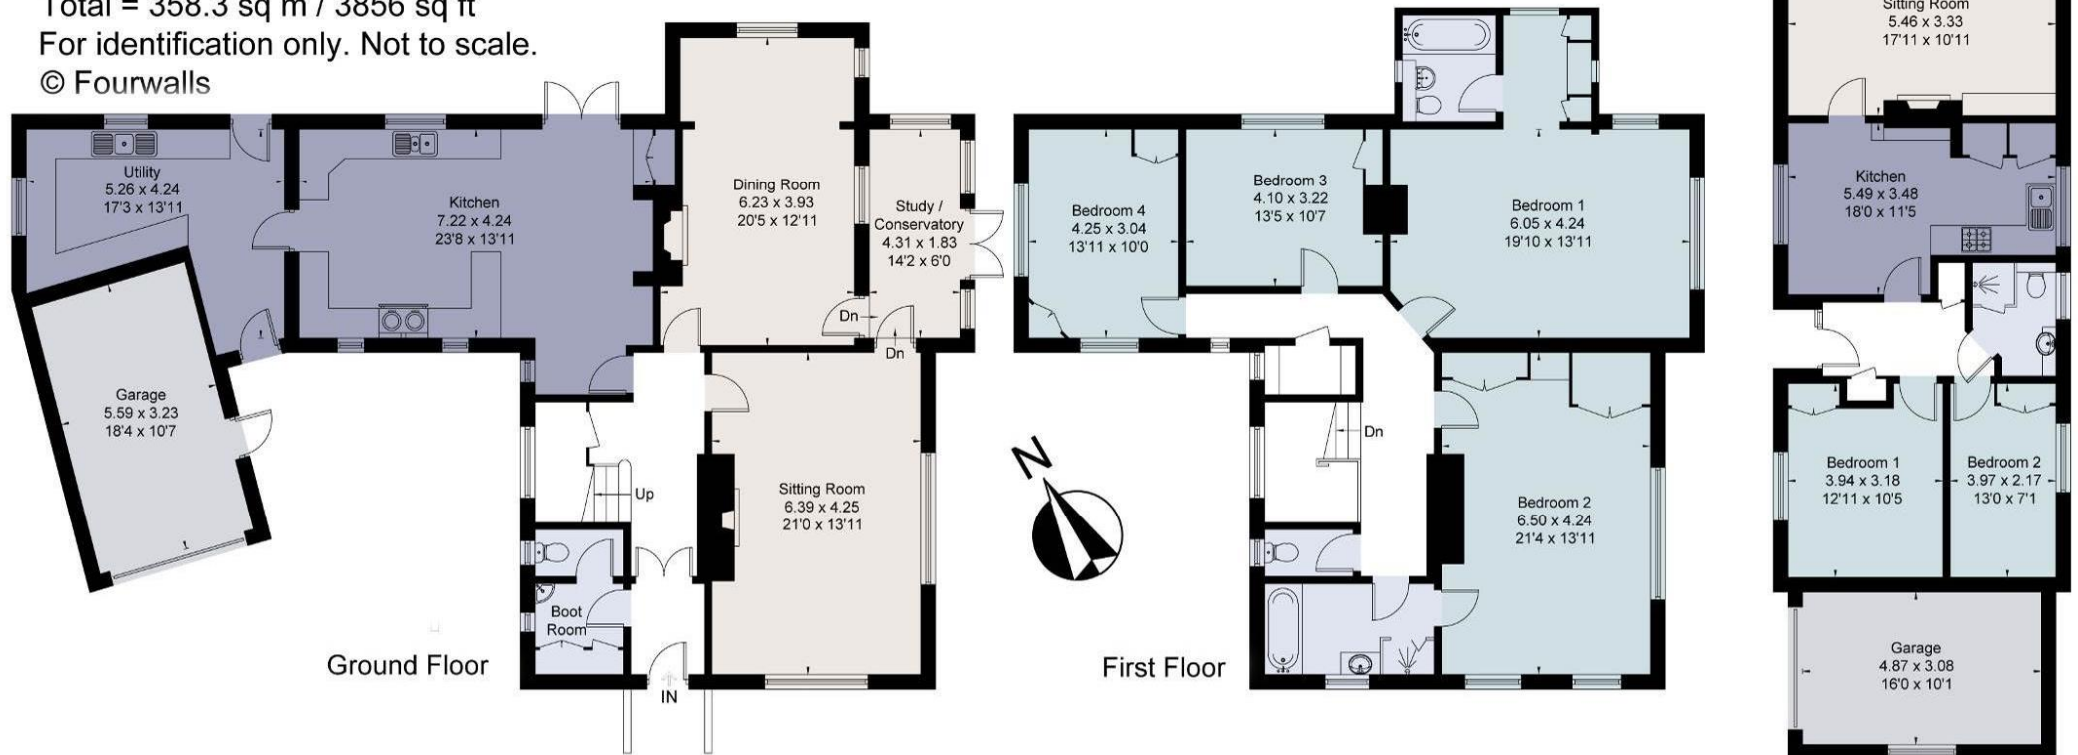 Total = 358.3 sq m / 3856 sq ft
For identification only. Not to scale.
© Fourwalls
Utility
5.26 x 4.24
17'3 x 13'11
Kitchen
7.22 x 4.24
23'8 x 13'11
Dining Room
6.23 x 3.93
20'5 x 12'11
Study /
Conservatory
4.31 x 1.83
14'2 x 6'0
Dn
Dn
Garage
5.59 x 3.23
18'4 x 10'7
Up
Sitting Room
6.39 x 4.25
21'0 x 13'11
Boot
Room
IN
Ground Floor
Bedroom 4
4.25 x 3.04
13'11 x 10'0
Bedroom 3
4.10 x 3.22
13'5 x 10'7
Bedroom 1
6.05 x 4.24
19'10 x 13'11
Dn
Bedroom 2
6.50 x 4.24
21'4 x 13'11
N
First Floor
Sitting Room
5.46 x 3.33
17'11 x 10'11
Kitchen
5.49 x 3.48
18'0 x 11'5
Bedroom 1
3.94 x 3.18
12'11 x 10'5
Bedroom 2
3.97 x 2.17
13'0 x 7'1
Garage
4.87 x 3.08
16'0 x 10'1